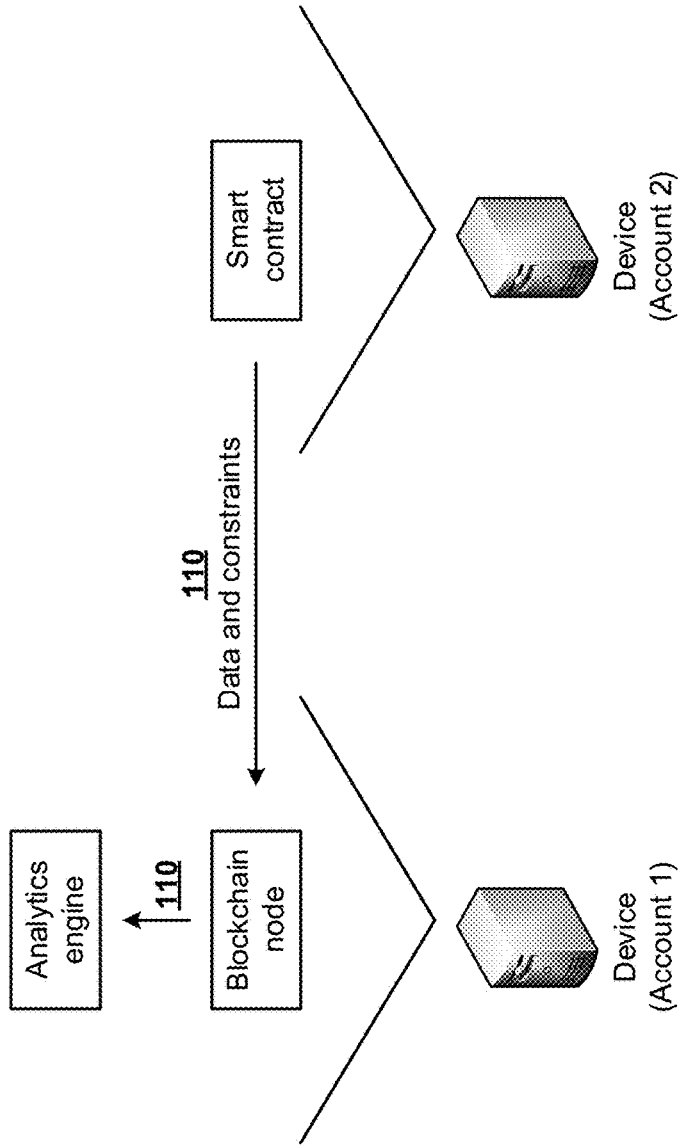 Analytics
engine
110
Blockchain
node
110
Data and constraints
Smart
contract
Device
(Account 1)
Device
(Account 2)